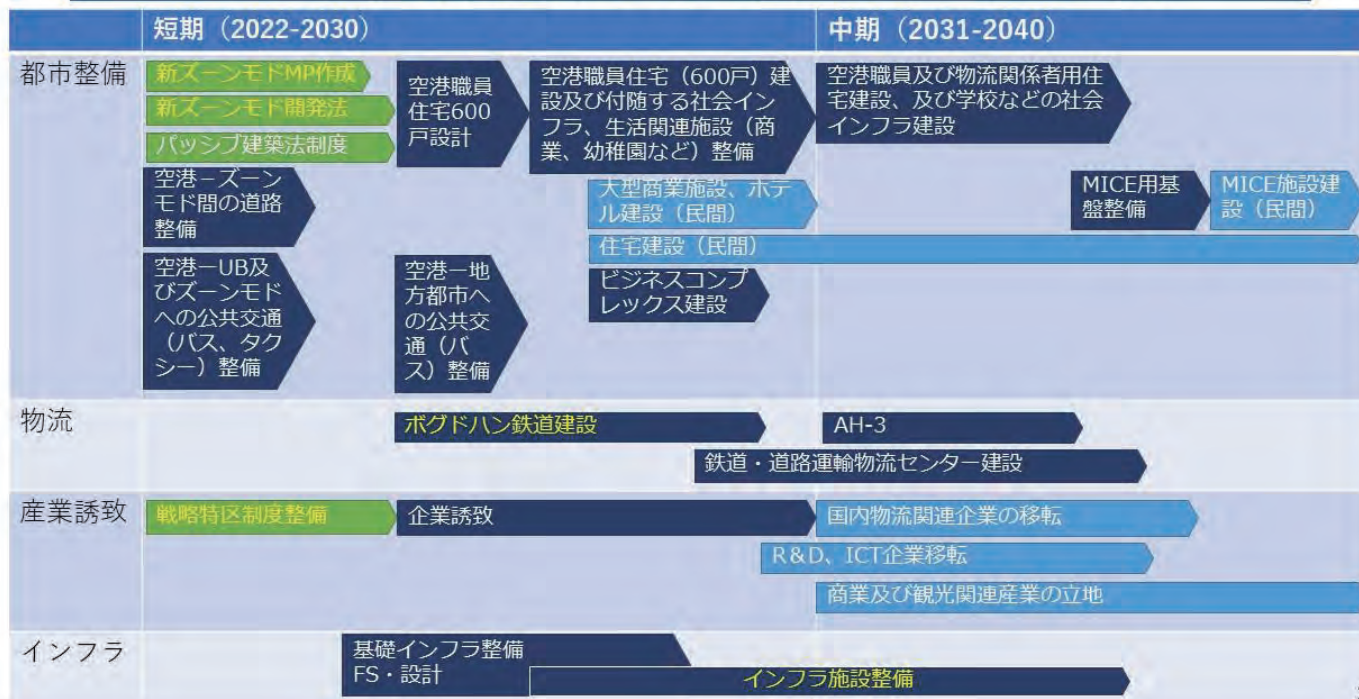 短期（2022-2030）
中期（2031-2040）
都市整備
新ズーンモドMP作成
新ズーンモド開発法
パッシブ建築法制度
空港職員
住宅600
戸設計
空港職員住宅（600戸）建
設及び付随する社会イン
フラ、生活関連施設（商
業、幼稚園など）整備
空港職員及び物流関係者用住
宅建設、及び学校などの社会
インフラ建設
空港－ズーン
モド間の道路
整備
大型商業施設、ホテ
ル建設（民間）
MICE用基
盤整備
MICE施設建
設（民間）
住宅建設（民間）
空港－UB及
びズーンモド
への公共交通
（バス、タク
シー）整備
空港－地
方都市へ
の公共交
通（バ
ス）整備
ビジネスコンプ
レックス建設
物流
ボグドハン鉄道建設
AH-3
鉄道・道路運輸物流センター建設
産業誘致
戦略特区制度整備
企業誘致
国内物流関連企業の移転
R＆D、ICT企業移転
商業及び観光関連産業の立地
インフラ
基礎インフラ整備
FS・設計
インフラ施設整備